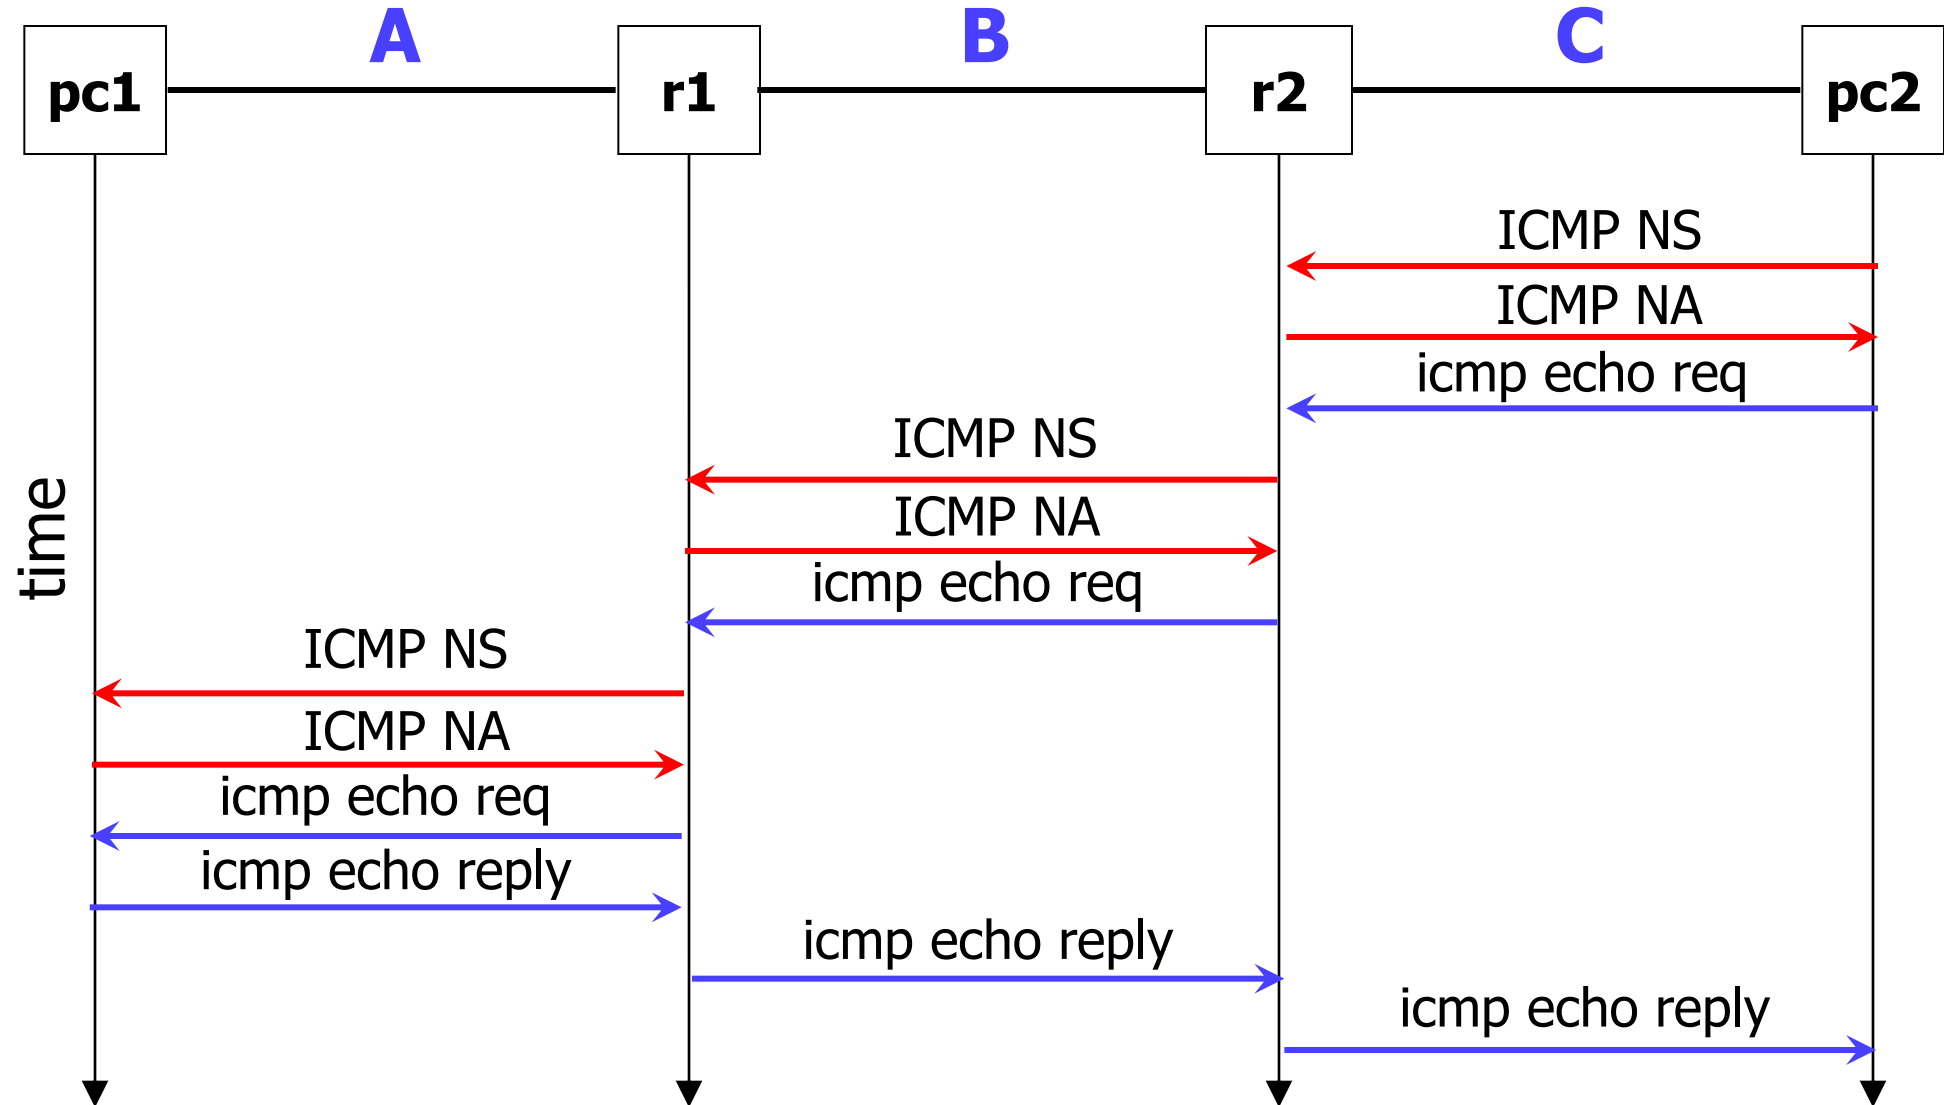 A
B
C
pc1
r1
r2
pc2
ICMP NS
ICMP NA
icmp echo req
ICMP NS
ICMP NA
icmp echo req
time
ICMP NS
ICMP NA
icmp echo req
icmp echo reply
icmp echo reply
icmp echo reply